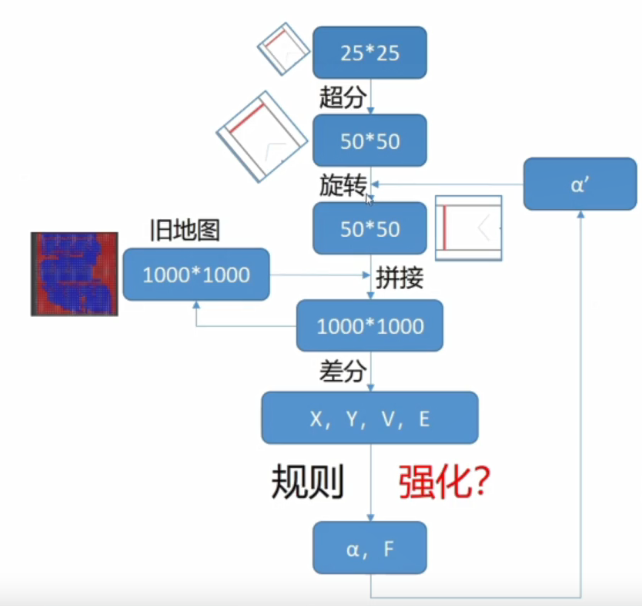 25*25
超分
50*50
旋转
α′
50*50
旧地图
1000*1000
拼接
1000*1000
差分
X, Y, V, E
规则
强化?
α, F